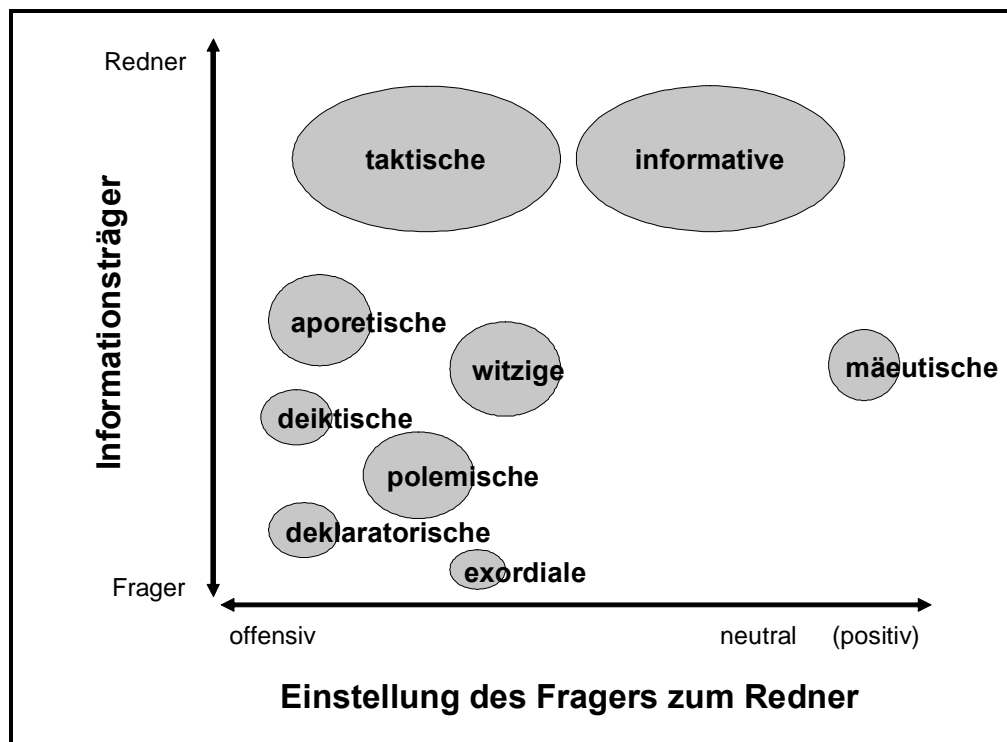 Redner
taktische
informative
Informationsträger
aporetische
witzige
mäeutische
deiktische
polemische
deklaratorische
exordiale
Frager
offensiv
neutral
(positiv)
Einstellung des Fragers zum Redner